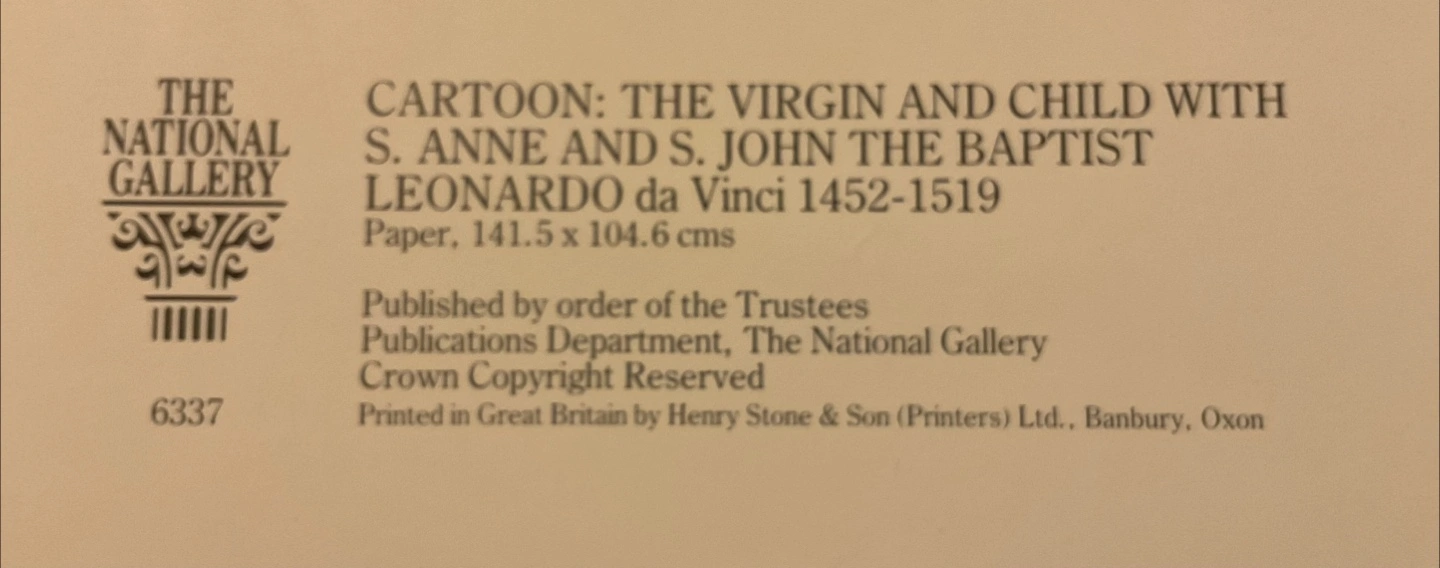 THE
NATIONAL
GALLERY
6337
CARTOON: THE VIRGIN AND CHILD WITH
S. ANNE AND S. JOHN THE BAPTIST
LEONARDO da Vinci 1452-1519
Paper, 141.5 x 104.6 cms
Published by order of the Trustees
Publications Department, The National Gallery
Crown Copyright Reserved
Printed in Great Britain by Henry Stone & Son (Printers) Ltd., Banbury, Oxon